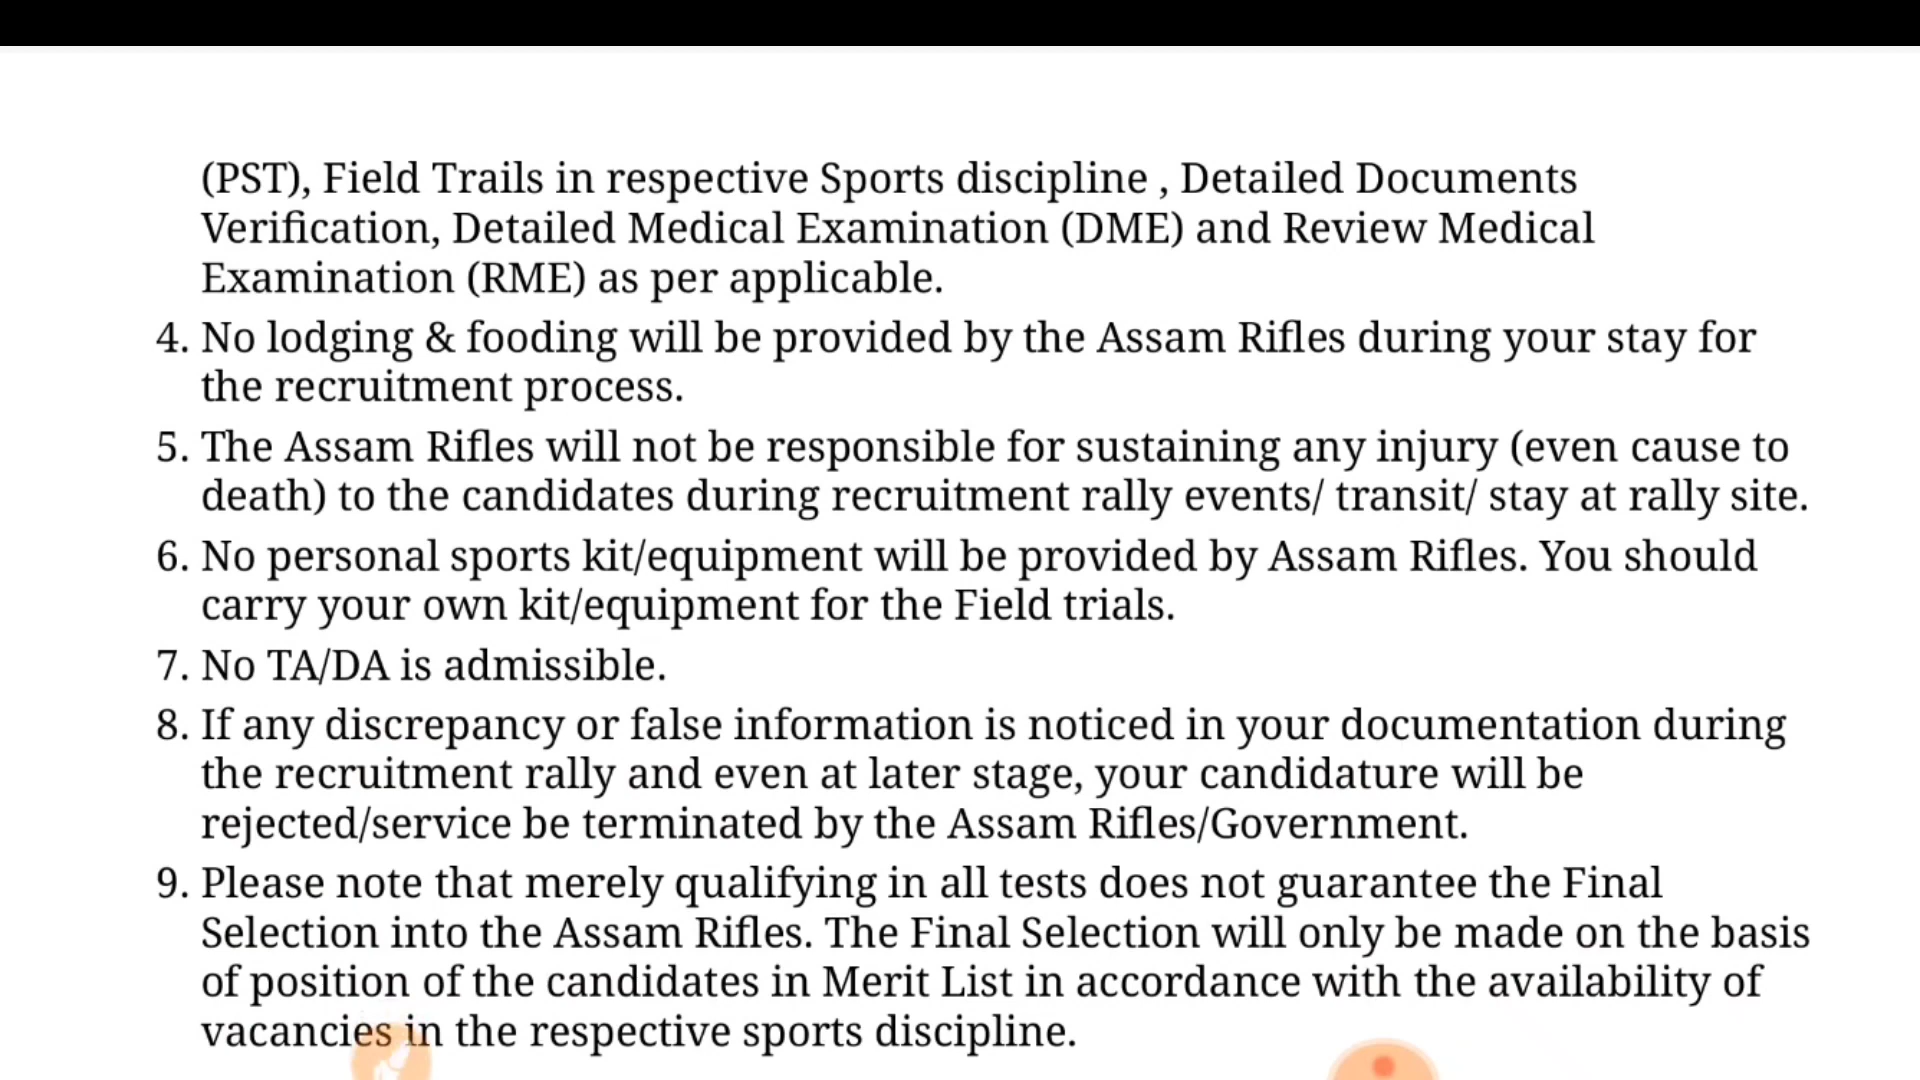 (PST), Field Trails in respective Sports discipline , Detailed Documents
Verification, Detailed Medical Examination (DME) and Review Medical
Examination (RME) as per applicable.
4. No lodging & fooding will be provided by the Assam Rifles during your stay for
the recruitment process.
5. The Assam Rifles will not be responsible for sustaining any injury (even cause to
death) to the candidates during recruitment rally events/ transit/ stay at rally site.
6. No personal sports kit/equipment will be provided by Assam Rifles. You should
carry your own kit/equipment for the Field trials.
7. No TA/DA is admissible.
8. If any discrepancy or false information is noticed in your documentation during
the recruitment rally and even at later stage, your candidature will be
rejected/service be terminated by the Assam Rifles/Government.
9. Please note that merely qualifying in all tests does not guarantee the Final
Selection into the Assam Rifles. The Final Selection will only be made on the basis
of position of the candidates in Merit List in accordance with the availability of
vacancies in the respective sports discipline.